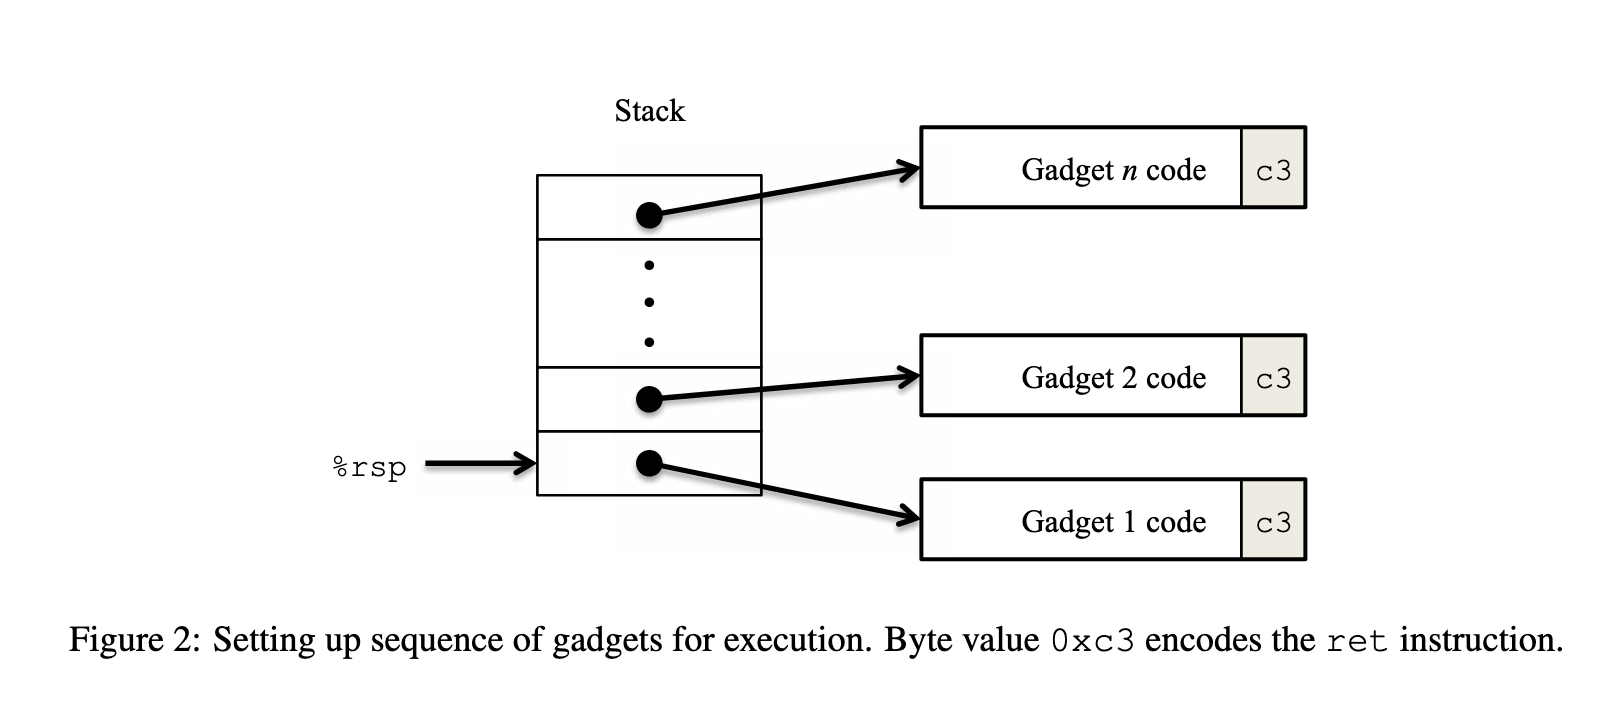 Stack
Gadget n code c3
Gadget 2 code c3
%rsp
Gadget 1 code c3
Figure 2: Setting up sequence of gadgets for execution. Byte value 0xc3 encodes the ret instruction.